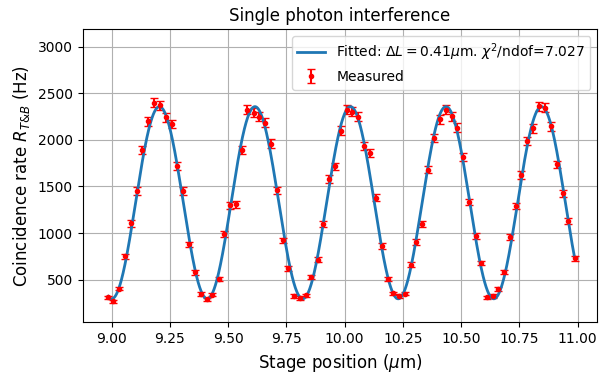 Single photon interference
Fitted: ΔL = 0.41μm. χ²/ndof=7.027
Measured
Coincidence rate R_{T&B} (Hz)
3000
2500
2000
1500
1000
500
9.00 9.25 9.50 9.75 10.00 10.25 10.50 10.75 11.00
Stage position (μm)